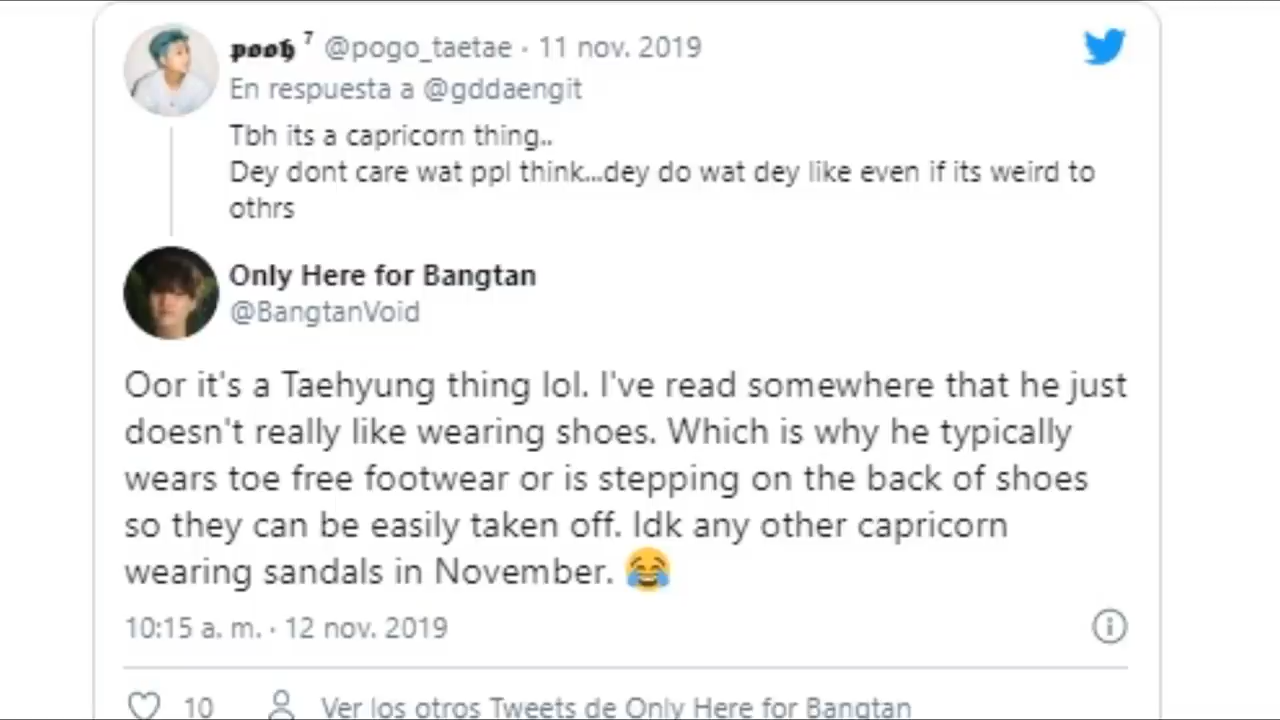 pooh ⁷ @pogo_taetae · 11 nov. 2019
En respuesta a @gddaengit
Tbh its a capricorn thing..
Dey dont care wat ppl think...dey do wat dey like even if its weird to
othrs
Only Here for Bangtan
@BangtanVoid
Oor it's a Taehyung thing lol. I've read somewhere that he just
doesn't really like wearing shoes. Which is why he typically
wears toe free footwear or is stepping on the back of shoes
so they can be easily taken off. Idk any other capricorn
wearing sandals in November. 😂
10:15 a. m. · 12 nov. 2019
10 Ver los otros Tweets de Only Here for Bangtan